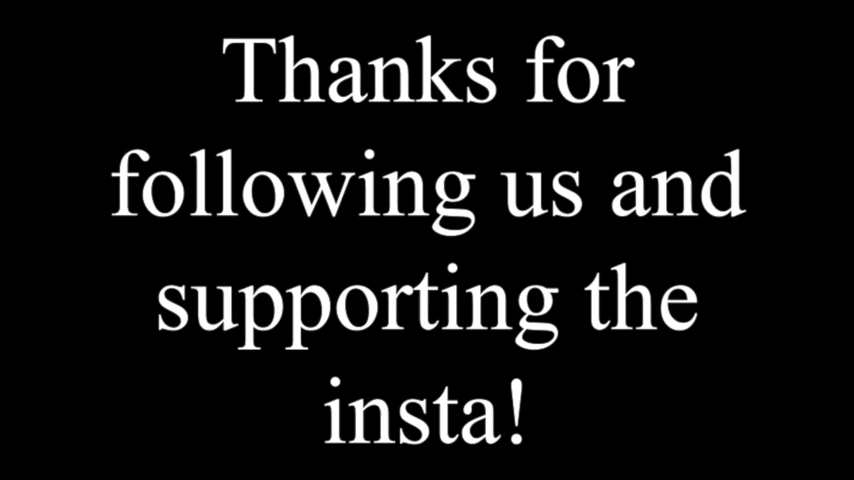 Thanks for
following us and
supporting the
insta!